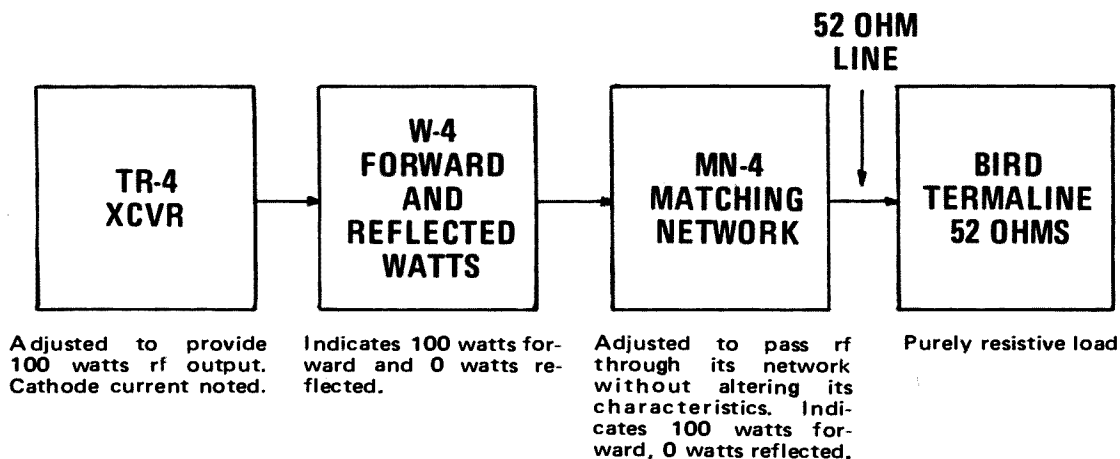 52 OHM
LINE
TR-4
XCVR
W-4
FORWARD
AND
REFLECTED
WATTS
MN-4
MATCHING
NETWORK
BIRD
TERMALINE
52 OHMS
Adjusted to provide
100 watts rf output.
Cathode current noted.
Indicates 100 watts for-
ward and 0 watts re-
flected.
Adjusted to pass rf
through its network
without altering its
characteristics. Indi-
cates 100 watts for-
ward, 0 watts reflected.
Purely resistive load